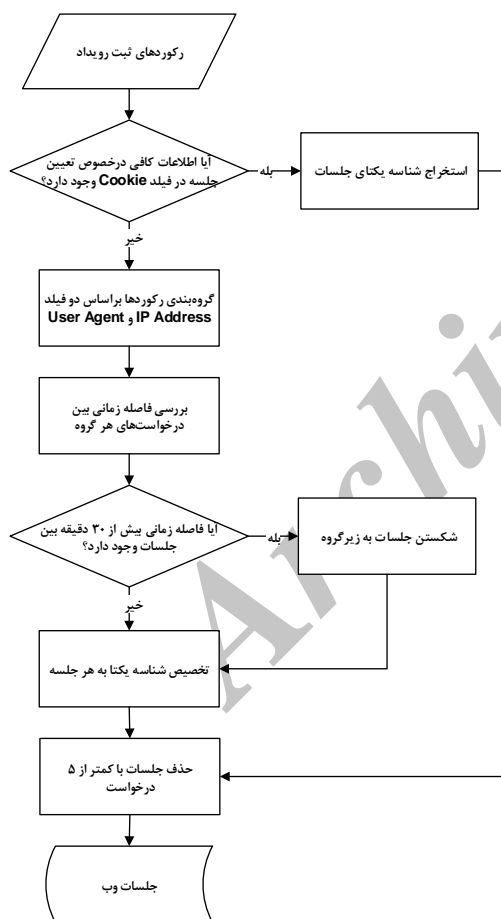 رکوردهای ثبت رویداد
آیا اطلاعات کافی درخصوص تعیین
جلسه در فیلد Cookie وجود دارد؟
بله
استخراج شناسه یکتای جلسات
خیر
گروه‌بندی رکوردها براساس دو فیلد
User Agent و IP Address
بررسی فاصله زمانی بین
درخواست‌های هر گروه
آیا فاصله زمانی بیش از ۳۰ دقیقه بین
جلسات وجود دارد؟
بله
شکستن جلسات به زیرگروه
خیر
تخصیص شناسه یکتا به هر جلسه
حذف جلسات با کمتر از ۵
درخواست
جلسات وب
Archi